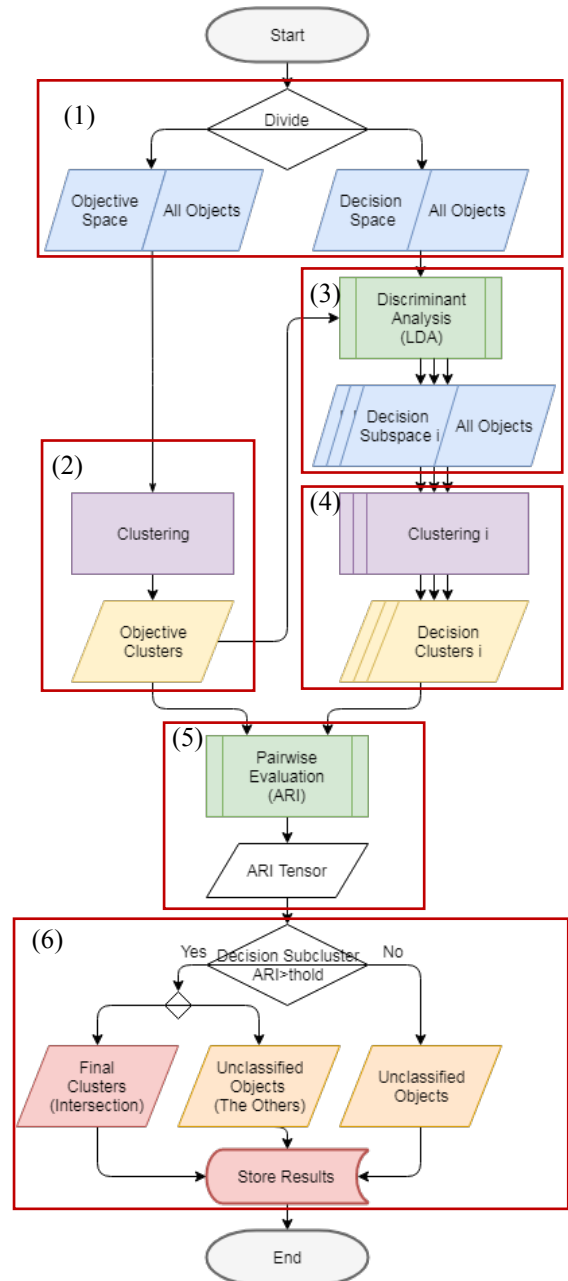 Start
(1)
Divide
Objective
Space
All Objects
Decision
Space
All Objects
(3)
Discriminant
Analysis
(LDA)
Decision
Subspace i
All Objects
(2)
Clustering
(4)
Clustering i
Objective
Clusters
Decision
Clusters i
(5)
Pairwise
Evaluation
(ARI)
ARI Tensor
(6)
Yes
Decision Subcluster
ARI>thold
No
Final
Clusters
(Intersection)
Unclassified
Objects
(The Others)
Unclassified
Objects
Store Results
End